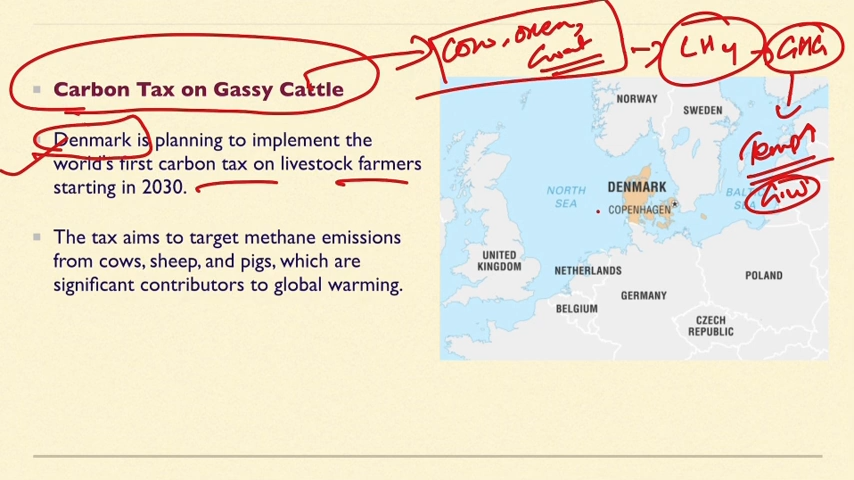 Cow, oxen,
Goat
CH4
GHG
Temp↑
G.W
Carbon Tax on Gassy Cattle
Denmark is planning to implement the
world's first carbon tax on livestock farmers
starting in 2030.
The tax aims to target methane emissions
from cows, sheep, and pigs, which are
significant contributors to global warming.
NORWAY
SWEDEN
NORTH
SEA
DENMARK
COPENHAGEN
UNITED
KINGDOM
NETHERLANDS
BELGIUM
GERMANY
POLAND
CZECH
REPUBLIC